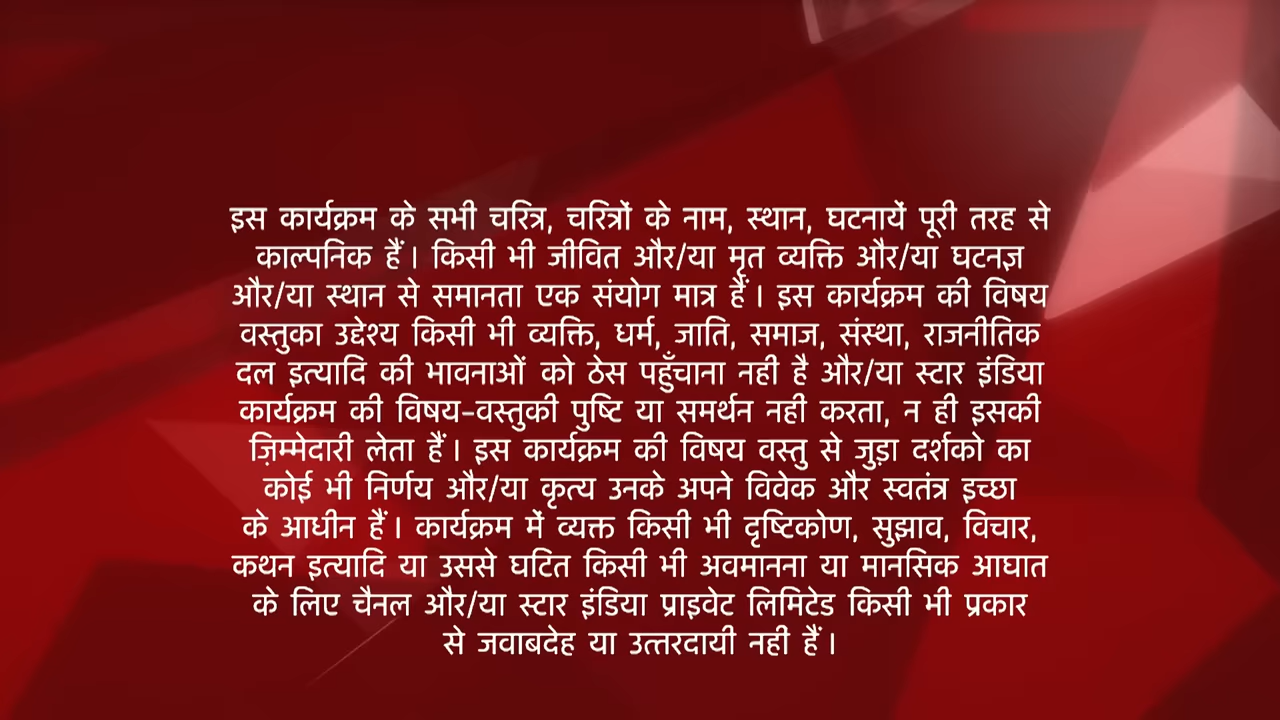 इस कार्यक्रम के सभी चरित्र, चरित्रों के नाम, स्थान, घटनायें पूरी तरह से
काल्पनिक हैं। किसी भी जीवित और/या मृत व्यक्ति और/या घटनज्ञ
और/या स्थान से समानता एक संयोग मात्र हैं। इस कार्यक्रम की विषय
वस्तुका उद्देश्य किसी भी व्यक्ति, धर्म, जाति, समाज, संस्था, राजनीतिक
दल इत्यादि की भावनाओं को ठेस पहुँचाना नही है और/या स्टार इंडिया
कार्यक्रम की विषय-वस्तुकी पुष्टि या समर्थन नही करता, न ही इसकी
ज़िम्मेदारी लेता हैं। इस कार्यक्रम की विषय वस्तु से जुड़ा दर्शको का
कोई भी निर्णय और/या कृत्य उनके अपने विवेक और स्वतंत्र इच्छा
के आधीन हैं। कार्यक्रम में व्यक्त किसी भी दृष्टिकोण, सुझाव, विचार,
कथन इत्यादि या उससे घटित किसी भी अवमानना या मानसिक आघात
के लिए चैनल और/या स्टार इंडिया प्राइवेट लिमिटेड किसी भी प्रकार
से जवाबदेह या उत्तरदायी नही हैं।